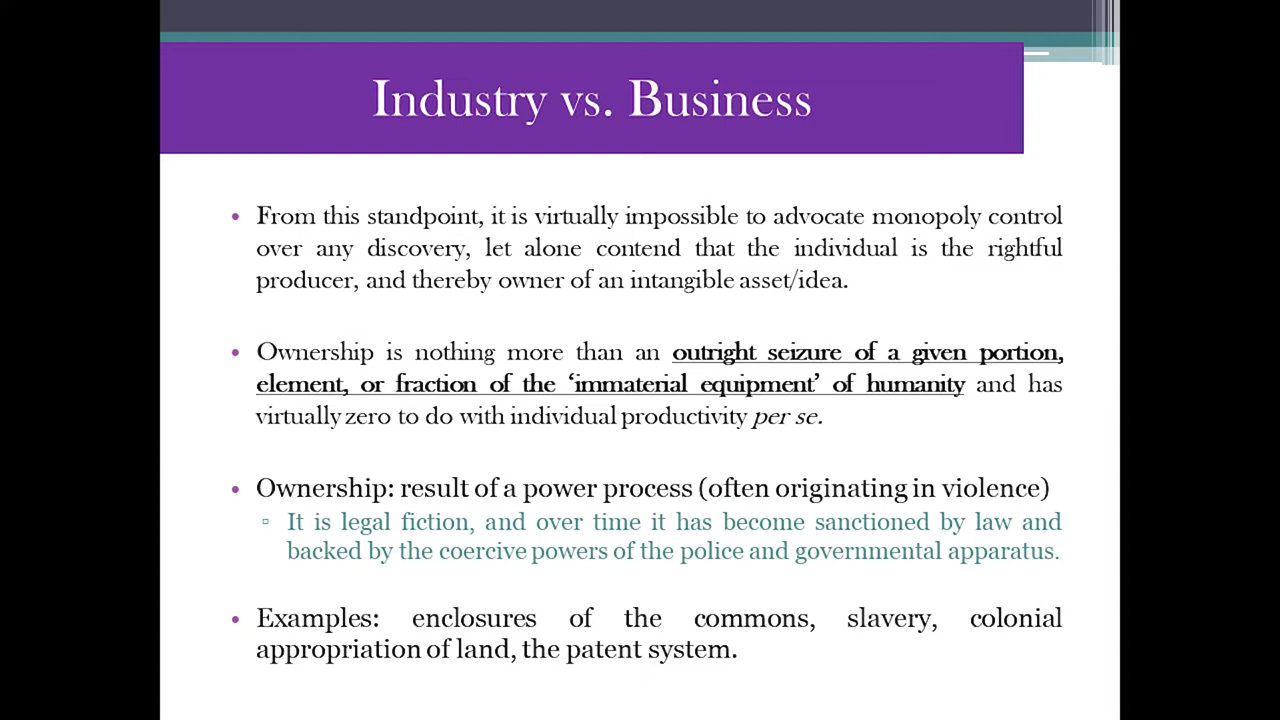 Industry vs. Business
• From this standpoint, it is virtually impossible to advocate monopoly control
over any discovery, let alone contend that the individual is the rightful
producer, and thereby owner of an intangible asset/idea.
• Ownership is nothing more than an outright seizure of a given portion,
element, or fraction of the ‘immaterial equipment’ of humanity and has
virtually zero to do with individual productivity per se.
• Ownership: result of a power process (often originating in violence)
▫ It is legal fiction, and over time it has become sanctioned by law and
backed by the coercive powers of the police and governmental apparatus.
• Examples: enclosures of the commons, slavery, colonial
appropriation of land, the patent system.